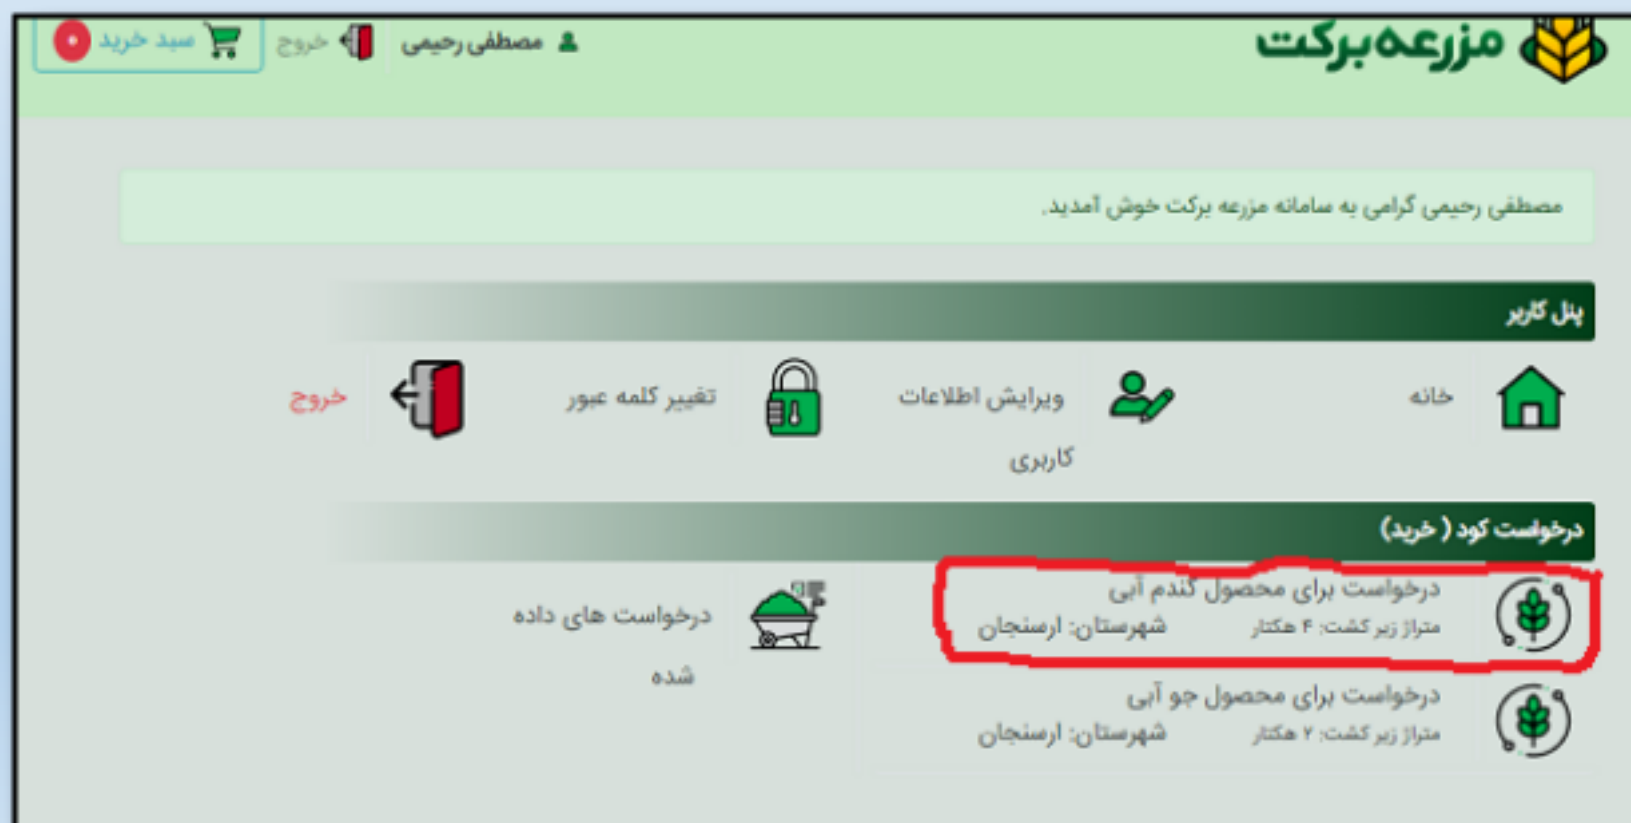 مزرعه برکت
مصطفی رحیمی
خروج
سبد خرید
۰
مصطفی رحیمی گرامی به سامانه مزرعه برکت خوش آمدید.
پنل کاربر
خانه
ویرایش اطلاعات
کاربری
تغییر کلمه عبور
خروج
درخواست کود ( خرید)
درخواست برای محصول گندم آبی
متراژ زیر کشت: ۴ هکتار شهرستان: ارسنجان
درخواست های داده
شده
درخواست برای محصول جو آبی
متراژ زیر کشت: ۲ هکتار شهرستان: ارسنجان